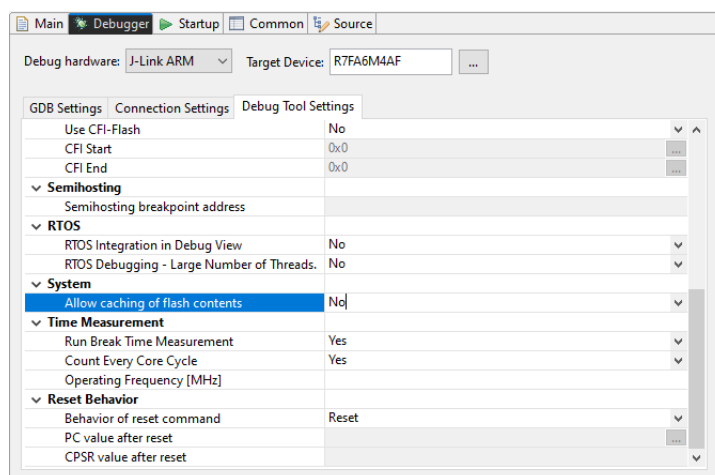 Main Debugger Startup Common Source
Debug hardware: J-Link ARM Target Device: R7FA6M4AF ...
GDB Settings Connection Settings Debug Tool Settings
Use CFI-Flash No
CFI Start 0x0 ...
CFI End 0x0 ...
Semihosting
Semihosting breakpoint address
RTOS
RTOS Integration in Debug View No
RTOS Debugging - Large Number of Threads. No
System
Allow caching of flash contents No
Time Measurement
Run Break Time Measurement Yes
Count Every Core Cycle Yes
Operating Frequency [MHz]
Reset Behavior
Behavior of reset command Reset
PC value after reset ...
CPSR value after reset